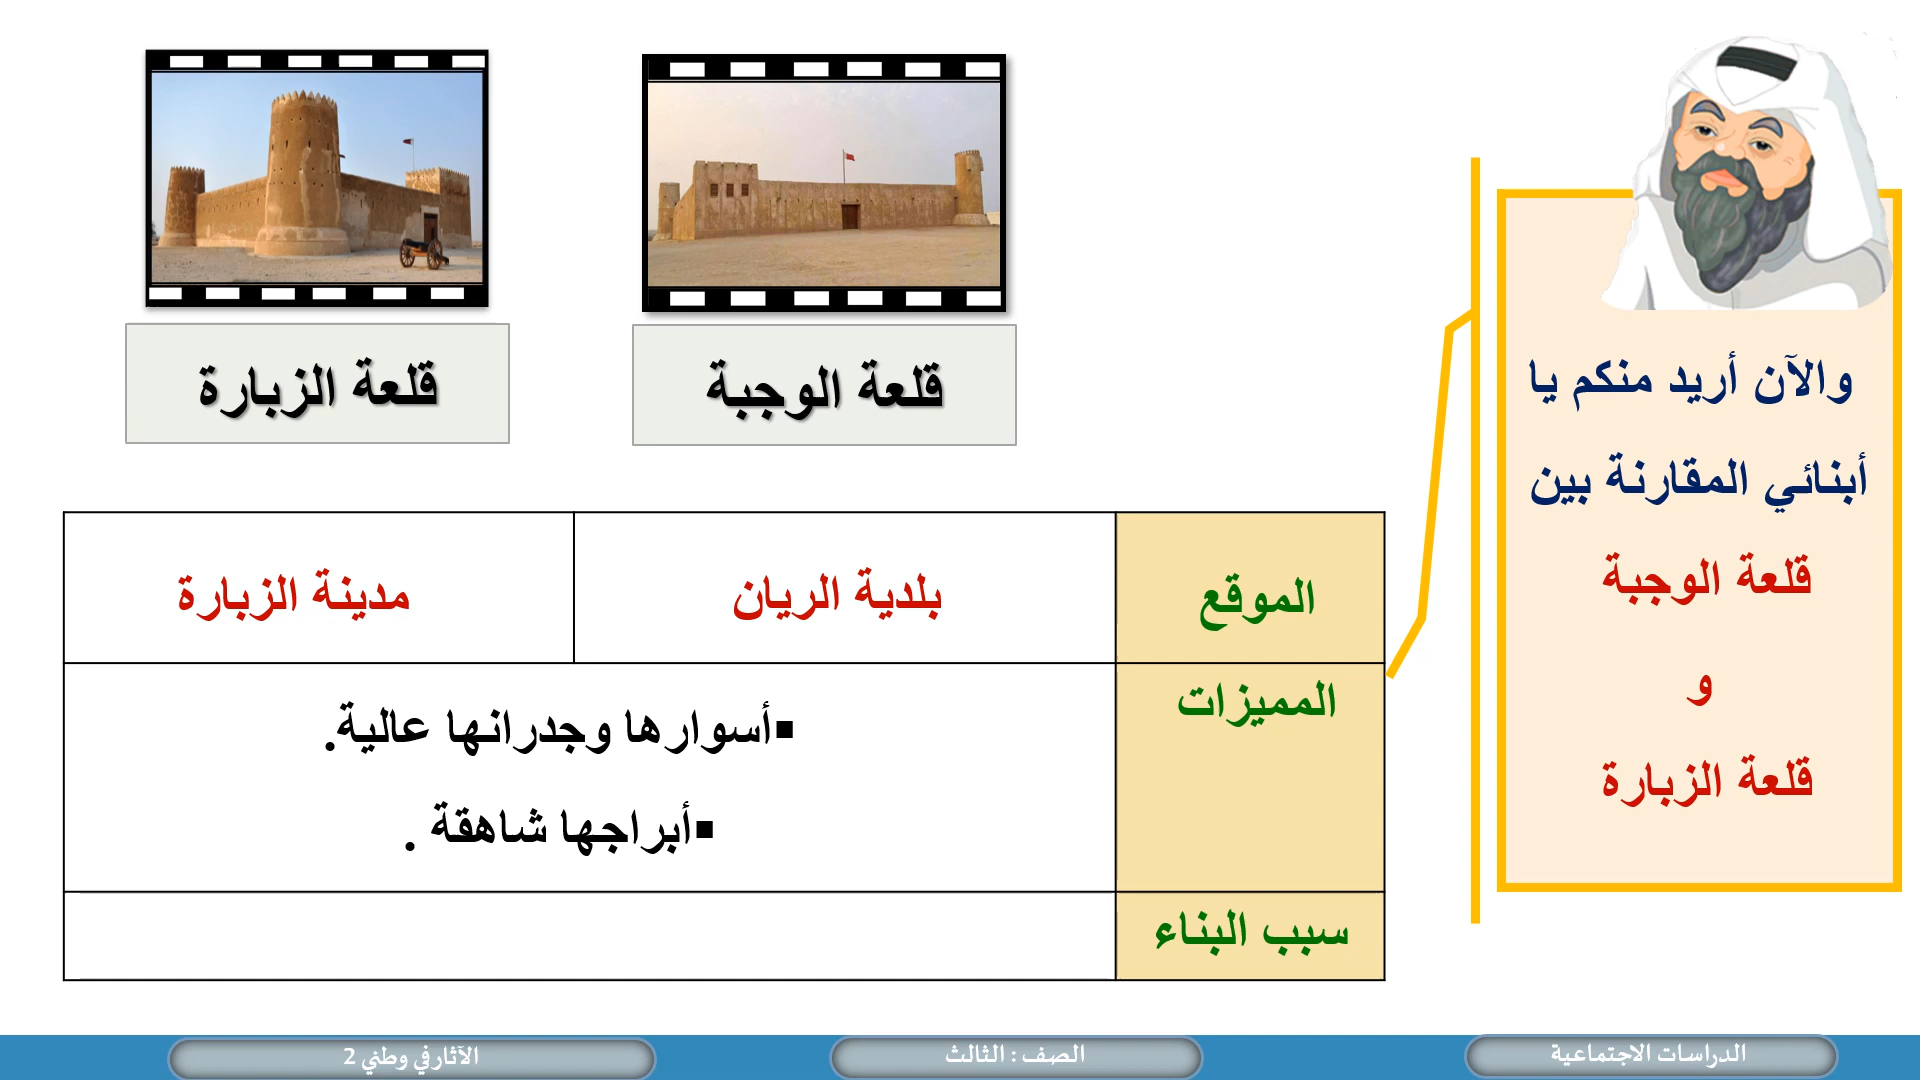 قلعة الوجبة
قلعة الزبارة
والآن أريد منكم يا
أبنائي المقارنة بين
قلعة الوجبة
و
قلعة الزبارة
الموقع
بلدية الريان
مدينة الزبارة
المميزات
▪أسوارها وجدرانها عالية.
▪أبراجها شاهقة .
سبب البناء
الدراسات الاجتماعية
الصف : الثالث
الآثار في وطني 2